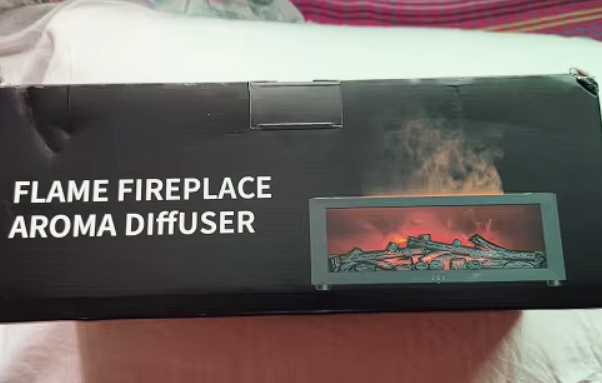 FLAME FIREPLACE
AROMA DIffUSER